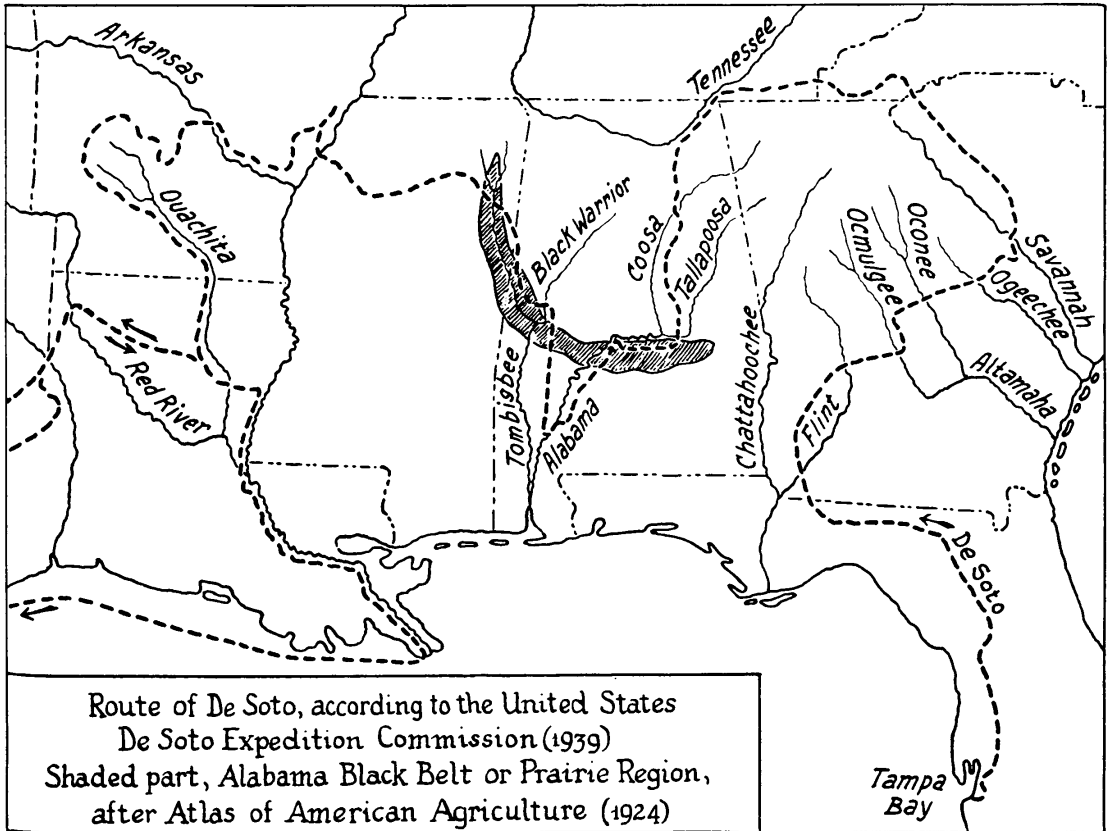 Arkansas
Tennessee
Ouachita
Black Warrior
Coosa
Tallapoosa
Ocmulgee
Oconee
Savannah
Ogeechee
Red River
Tombigbee
Alabama
Chattahoochee
Flint
Altamaha
De Soto
Tampa
Bay
Route of De Soto, according to the United States
De Soto Expedition Commission (1939)
Shaded part, Alabama Black Belt or Prairie Region,
after Atlas of American Agriculture (1924)